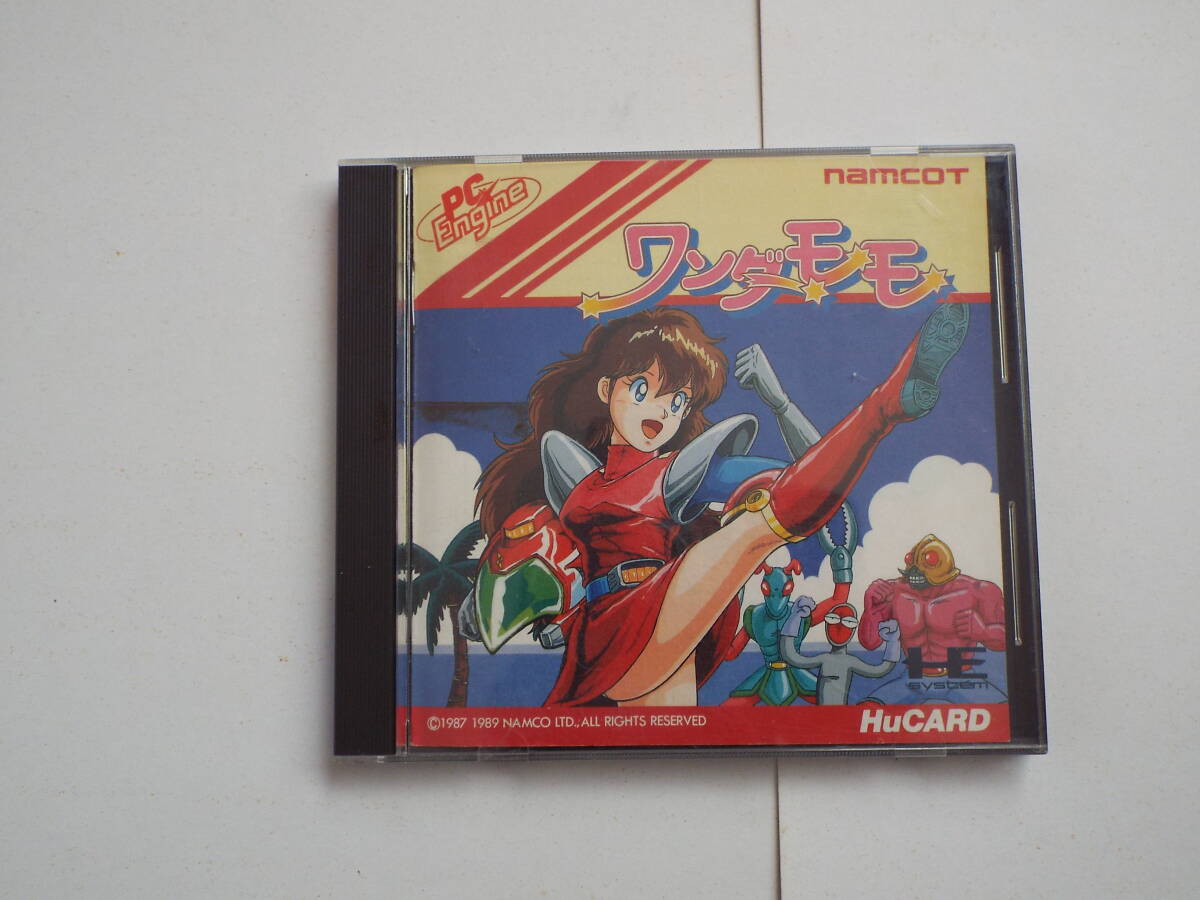 PC Engine
namcot
ワンダーモモ
HE
system
©1987 1989 NAMCO LTD., ALL RIGHTS RESERVED
HuCARD